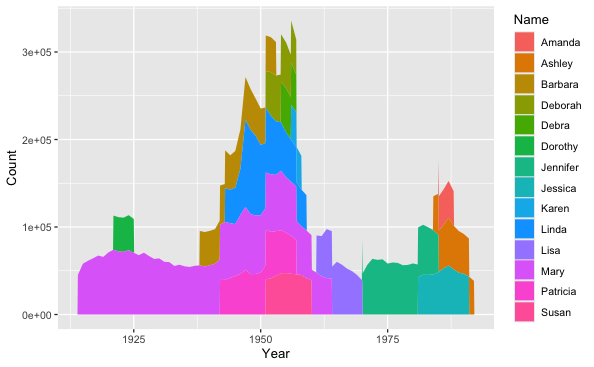 Count
3e+05
2e+05
1e+05
0e+00
1925
1950
1975
Year
Name
Amanda
Ashley
Barbara
Deborah
Debra
Dorothy
Jennifer
Jessica
Karen
Linda
Lisa
Mary
Patricia
Susan